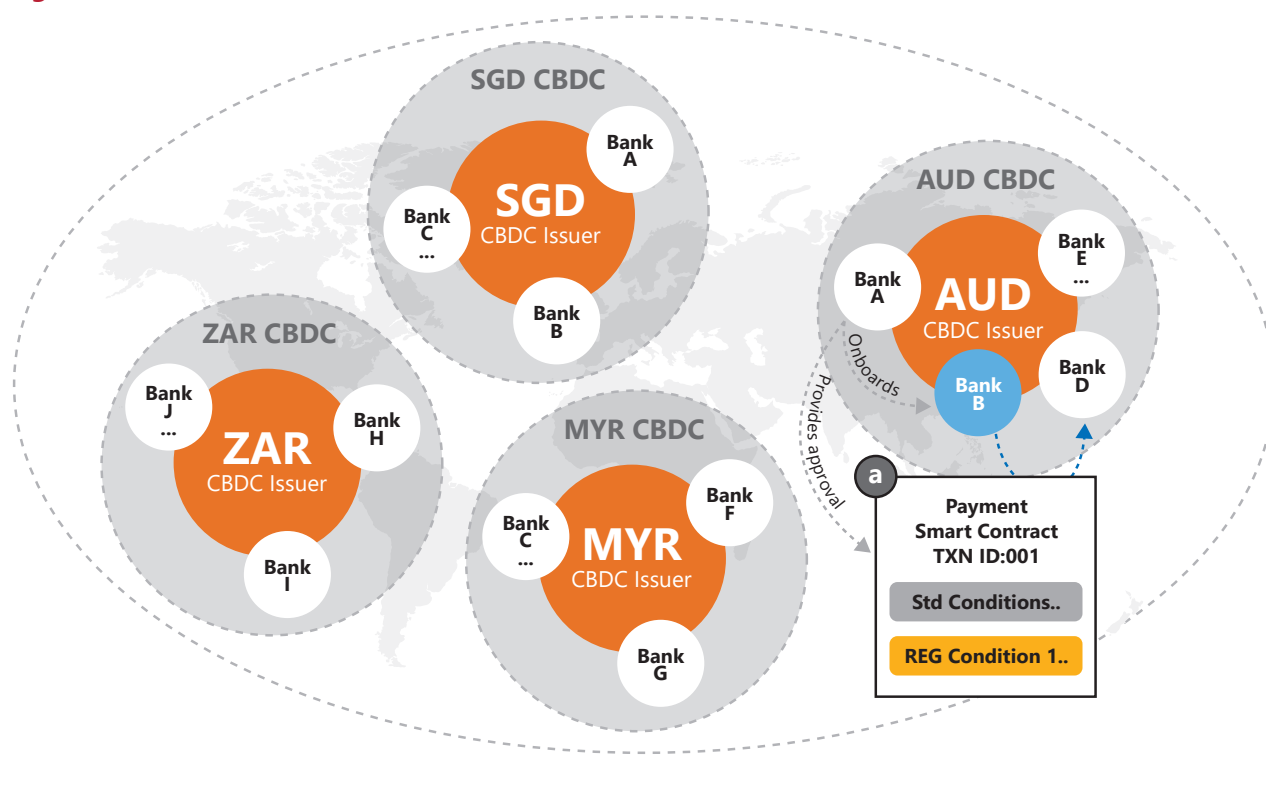 SGD CBDC
Bank
A
Bank
C
...
SGD
CBDC Issuer
Bank
B
AUD CBDC
Bank
E
...
Bank
A
AUD
CBDC Issuer
Onboards
Bank
D
Bank
B
Provides approval
ZAR CBDC
Bank
J
...
Bank
H
ZAR
CBDC Issuer
Bank
I
MYR CBDC
Bank
F
Bank
C
...
MYR
CBDC Issuer
Bank
G
a
Payment
Smart Contract
TXN ID:001
Std Conditions..
REG Condition 1..